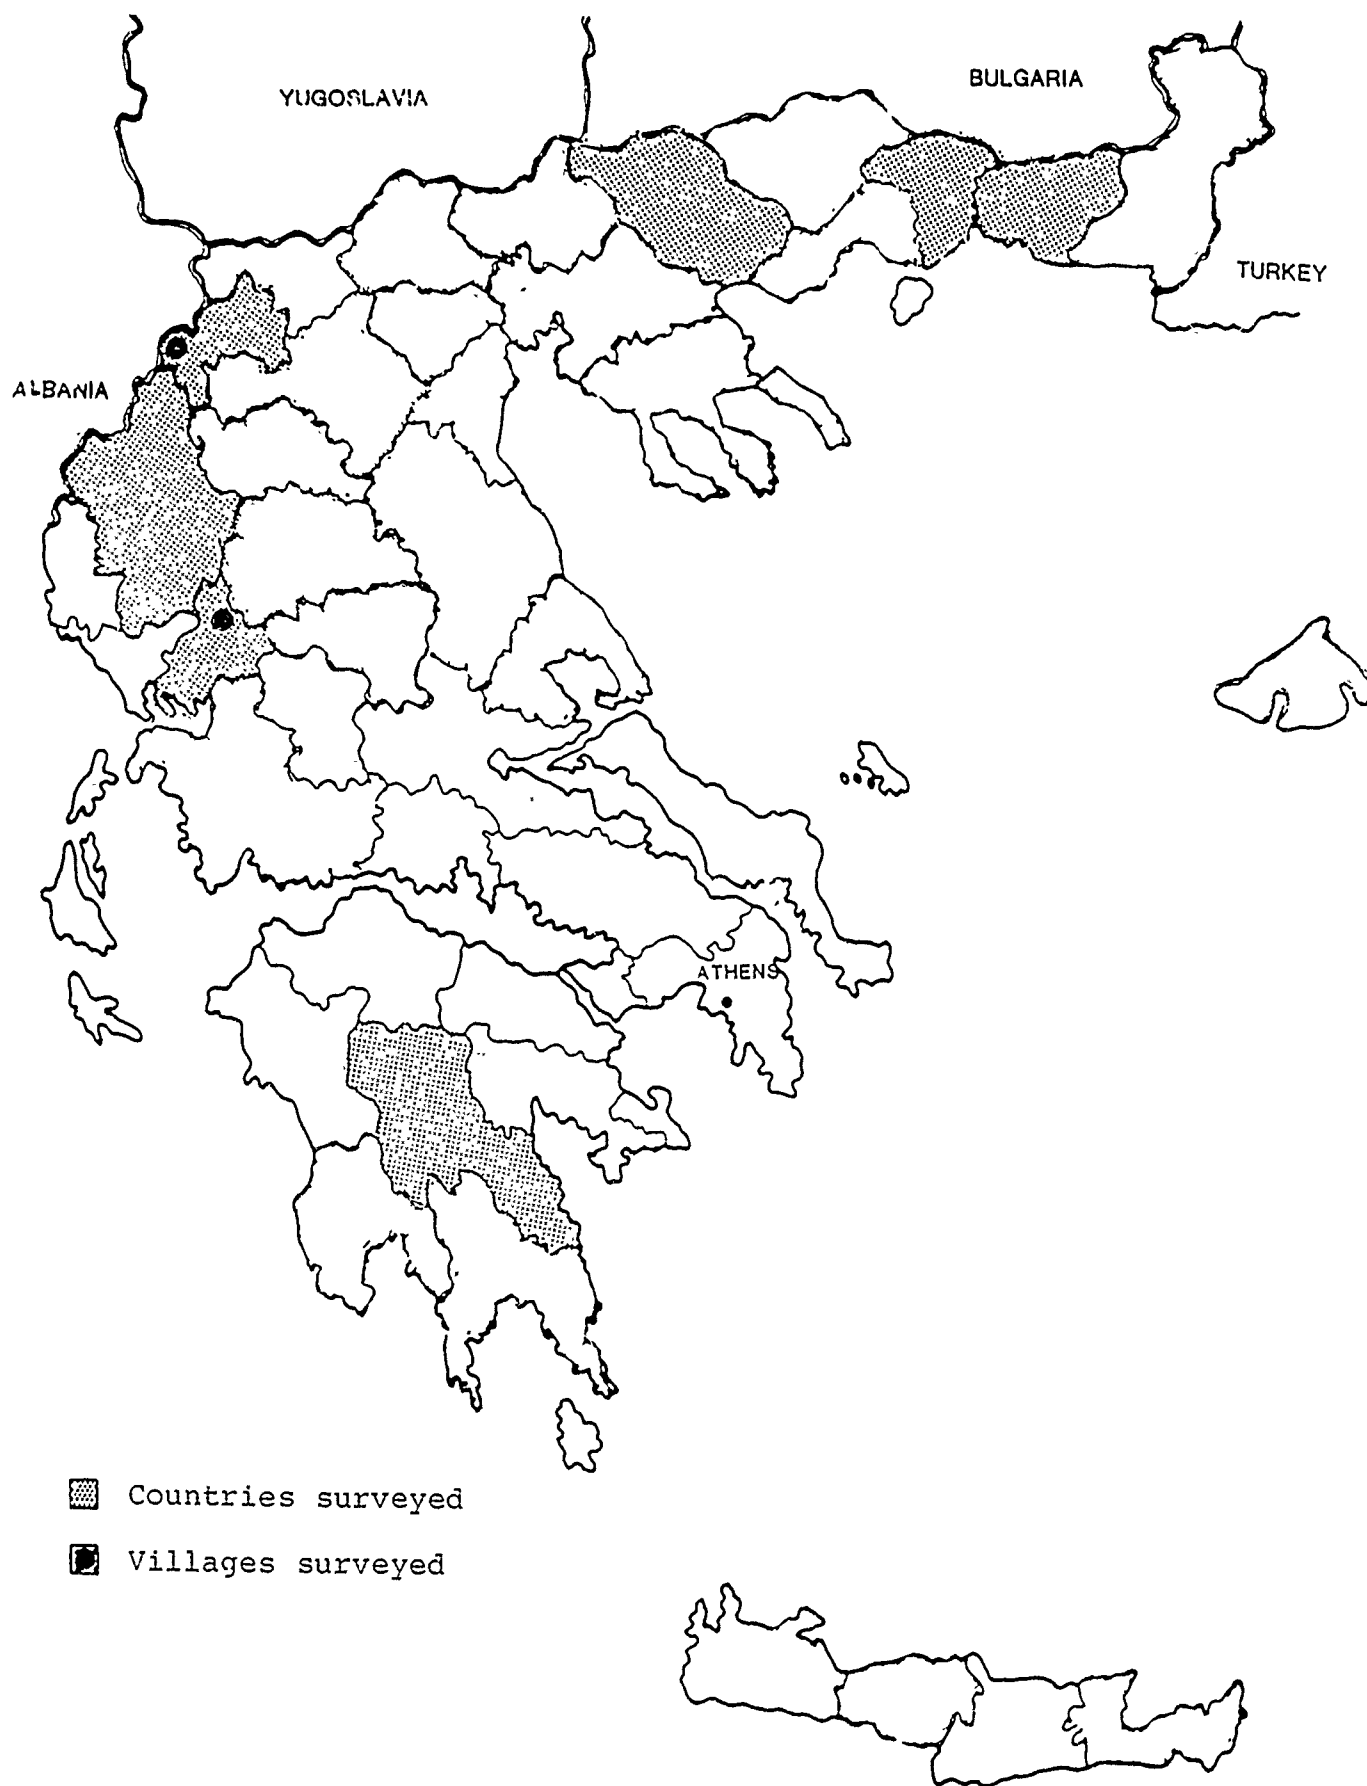 YUGOSLAVIA
BULGARIA
TURKEY
ALBANIA
ATHENS
Countries surveyed
Villages surveyed